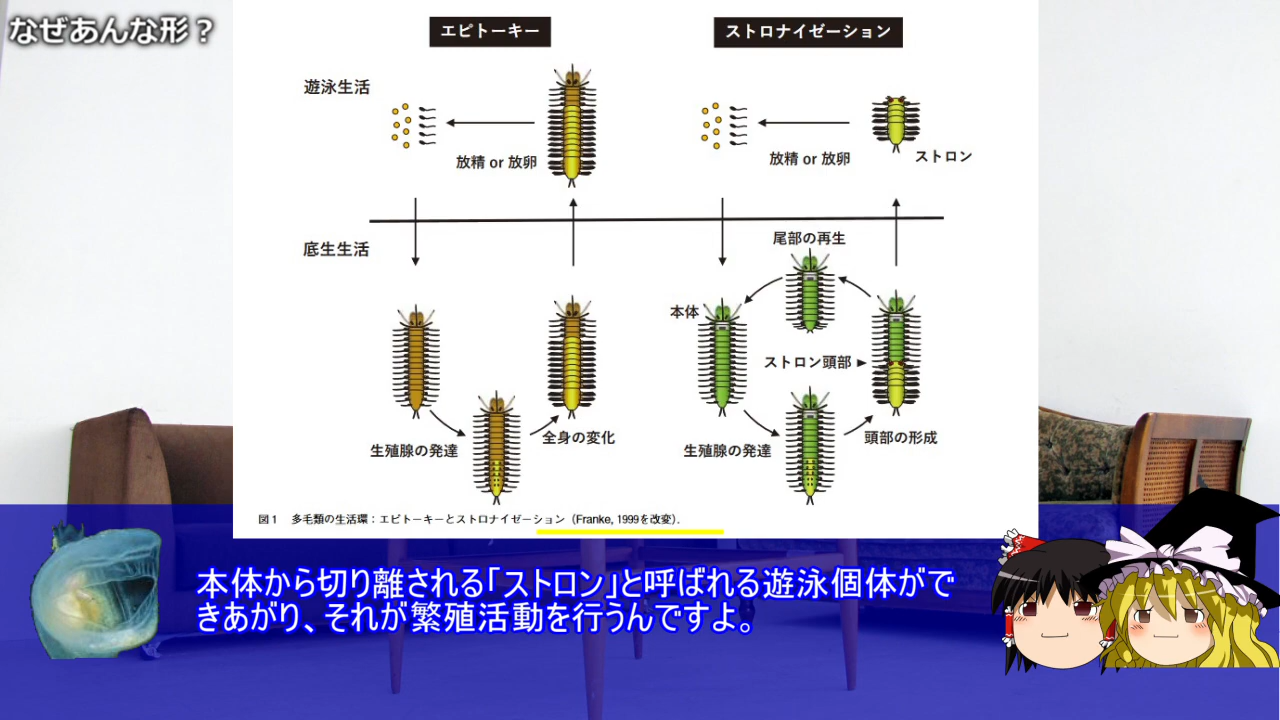 なぜあんな形？
エピトーキー
ストロナイゼーション
遊泳生活
放精 or 放卵
放精 or 放卵
ストロン
底生生活
尾部の再生
本体
ストロン頭部
生殖腺の発達
全身の変化
生殖腺の発達
頭部の形成
図1 多毛類の生活環：エピトーキーとストロナイゼーション（Franke, 1999を改変）.
本体から切り離される｢ストロン｣と呼ばれる遊泳個体がで
きあがり、それが繁殖活動を行うんですよ。